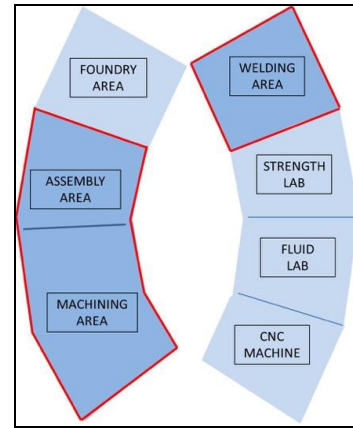 FOUNDRY
AREA
WELDING
AREA
ASSEMBLY
AREA
STRENGTH
LAB
FLUID
LAB
MACHINING
AREA
CNC
MACHINE